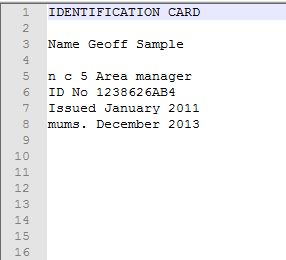 IDENTIFICATION CARD
Name Geoff Sample
n c 5 Area manager
ID No 1238626AB4
Issued January 2011
mums. December 2013